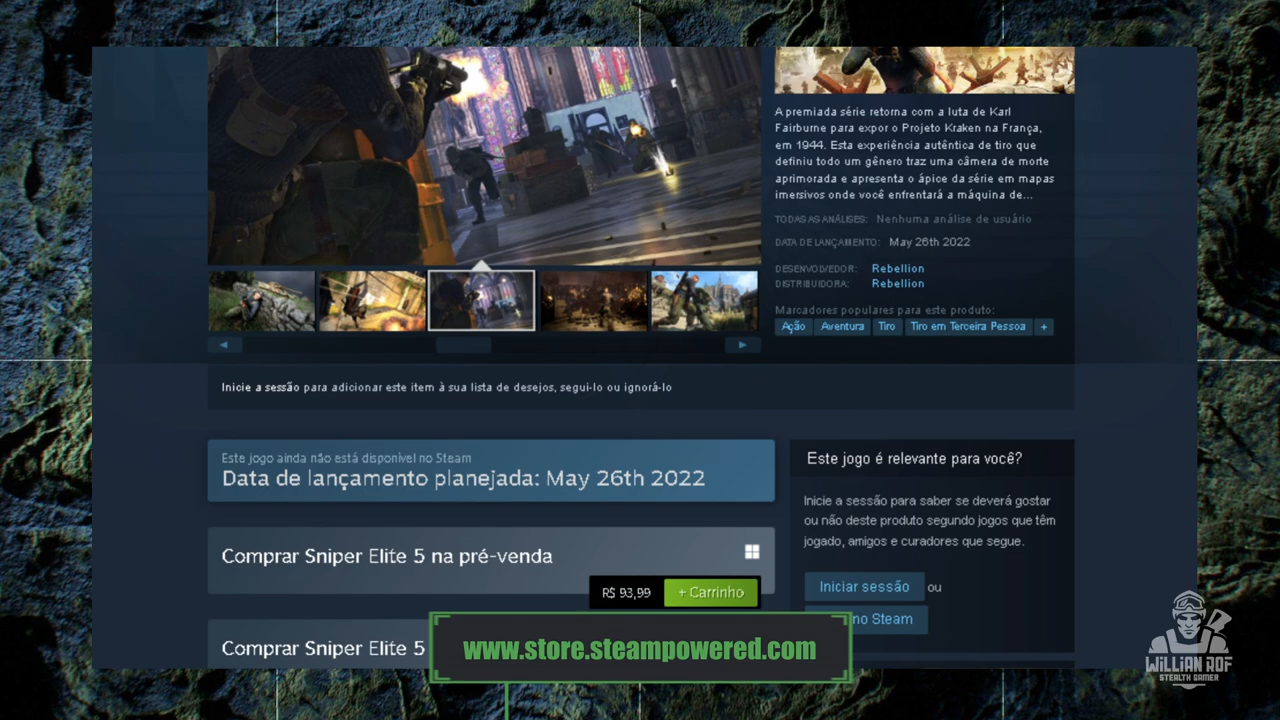 A premiada série retorna com a luta de Karl
Fairburne para expor o Projeto Kraken na França,
em 1944. Esta experiência autêntica de tiro que
definiu todo um gênero traz uma câmera de morte
aprimorada e apresenta o ápice da série em mapas
imersivos onde você enfrentará a máquina de...
TODAS AS ANÁLISES: Nenhuma análise de usuário
DATA DE LANÇAMENTO: May 26th 2022
DESENVOLVEDOR: Rebellion
DISTRIBUIDORA: Rebellion
Marcadores populares para este produto:
Ação Aventura Tiro Tiro em Terceira Pessoa +
Inicie a sessão para adicionar este item à sua lista de desejos, segui-lo ou ignorá-lo
Este jogo ainda não está disponível no Steam
Data de lançamento planejada: May 26th 2022
Comprar Sniper Elite 5 na pré-venda
R$ 93,99 + Carrinho
Comprar Sniper Elite 5
Este jogo é relevante para você?
Inicie a sessão para saber se deverá gostar
ou não deste produto segundo jogos que têm
jogado, amigos e curadores que segue.
Iniciar sessão ou
no Steam
www.store.steampowered.com
WILLIAN ROF
STEALTH GAMER